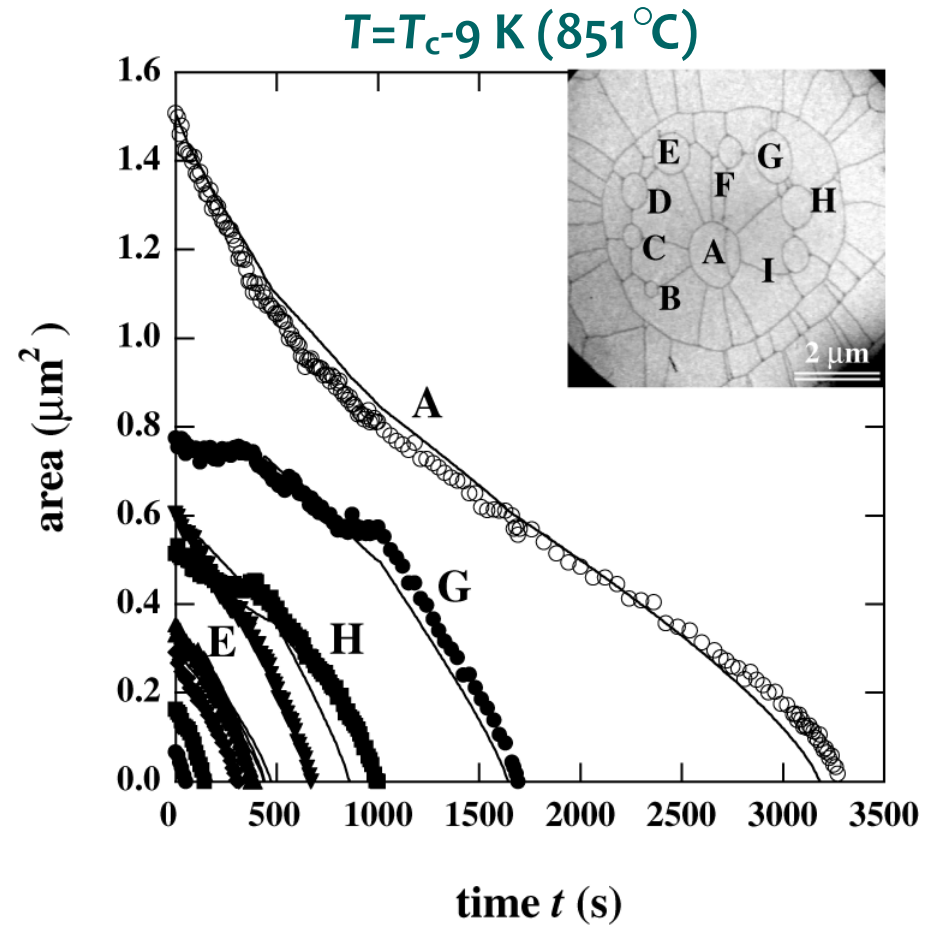 T=Tc-9 K (851 °C)
1.6
1.4
1.2
1.0
0.8
0.6
0.4
0.2
0.0
area (μm²)
A
G
E
H
E
G
F
D
H
C
A
I
B
2 μm
0
500
1000
1500
2000
2500
3000
3500
time t (s)